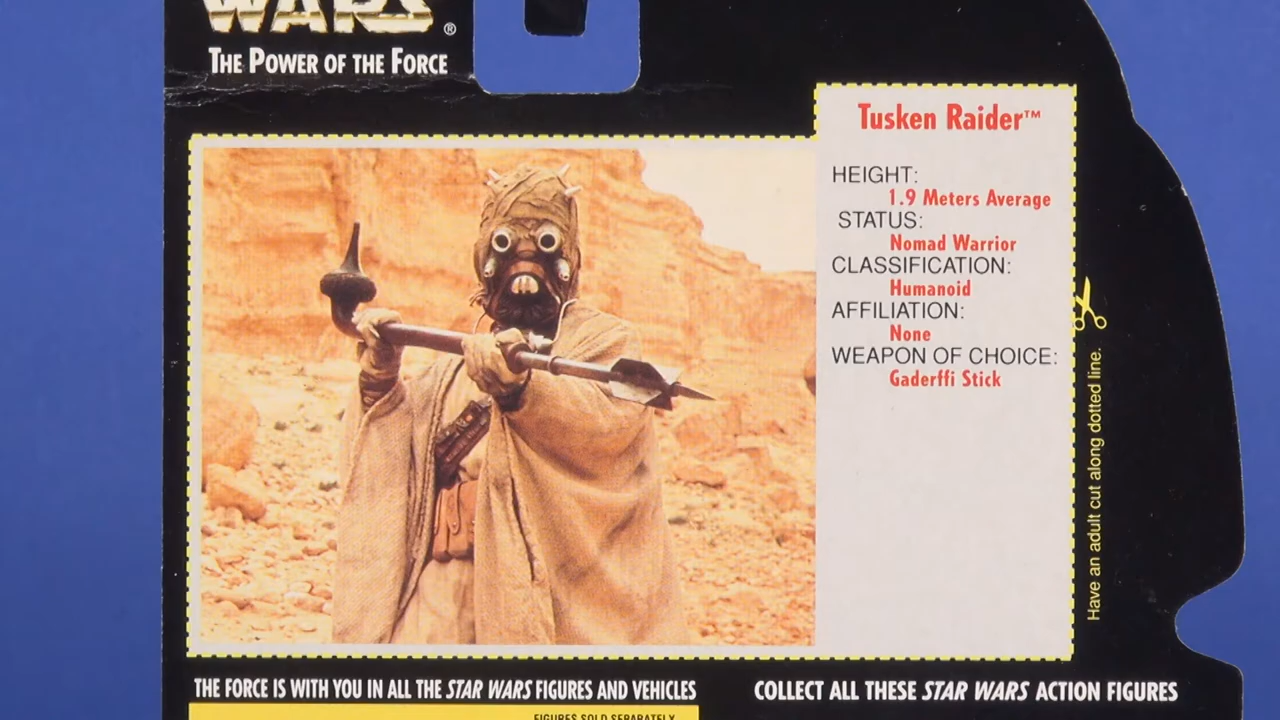 WARS®
THE POWER OF THE FORCE
Tusken Raider™
HEIGHT:
1.9 Meters Average
STATUS:
Nomad Warrior
CLASSIFICATION:
Humanoid
AFFILIATION:
None
WEAPON OF CHOICE:
Gaderffi Stick
Have an adult cut along dotted line.
THE FORCE IS WITH YOU IN ALL THE STAR WARS FIGURES AND VEHICLES
COLLECT ALL THESE STAR WARS ACTION FIGURES
FIGURES SOLD SEPARATELY